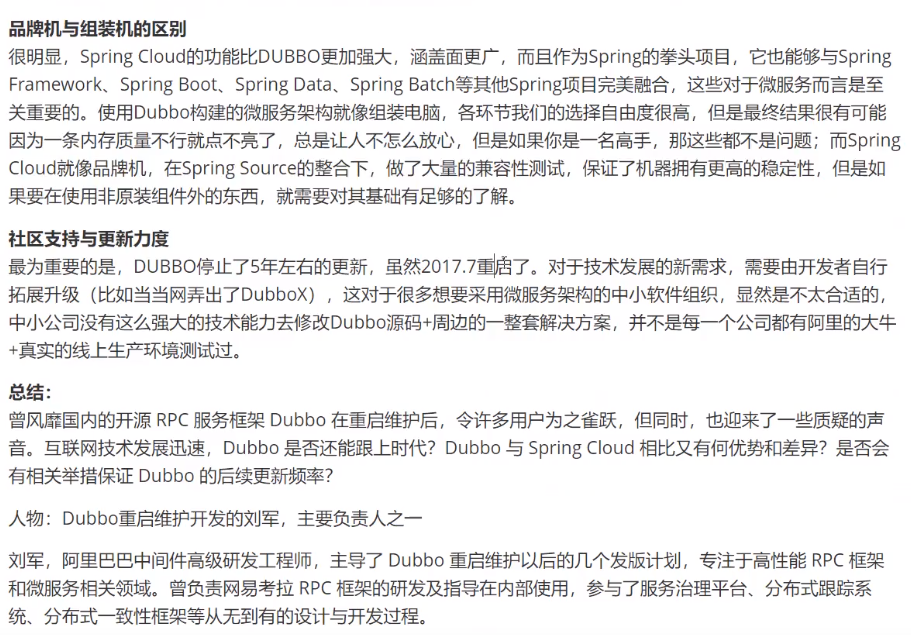 品牌机与组装机的区别
很明显，Spring Cloud的功能比DUBBO更加强大，涵盖面更广，而且作为Spring的拳头项目，它也能够与Spring
Framework、Spring Boot、Spring Data、Spring Batch等其他Spring项目完美融合，这些对于微服务而言是至
关重要的。使用Dubbo构建的微服务架构就像组装电脑，各环节我们的选择自由度很高，但是最终结果很有可能
因为一条内存质量不行就点不亮了，总是让人不怎么放心，但是如果你是一名高手，那这些都不是问题；而Spring
Cloud就像品牌机，在Spring Source的整合下，做了大量的兼容性测试，保证了机器拥有更高的稳定性，但是如
果要在使用非原装组件外的东西，就需要对其基础有足够的了解。
社区支持与更新力度
最为重要的是，DUBBO停止了5年左右的更新，虽然2017.7重启了。对于技术发展的新需求，需要由开发者自行
拓展升级（比如当当网弄出了DubboX），这对于很多想要采用微服务架构的中小软件组织，显然是不太合适的，
中小公司没有这么强大的技术能力去修改Dubbo源码+周边的一整套解决方案，并不是每一个公司都有阿里的大牛
+真实的线上生产环境测试过。
总结：
曾风靡国内的开源 RPC 服务框架 Dubbo 在重启维护后，令许多用户为之雀跃，但同时，也迎来了一些质疑的声
音。互联网技术发展迅速，Dubbo 是否还能跟上时代？Dubbo 与 Spring Cloud 相比又有何优势和差异？是否会
有相关举措保证 Dubbo 的后续更新频率？
人物：Dubbo重启维护开发的刘军，主要负责人之一
刘军，阿里巴巴中间件高级研发工程师，主导了 Dubbo 重启维护以后的几个发版计划，专注于高性能 RPC 框架
和微服务相关领域。曾负责网易考拉 RPC 框架的研发及指导在内部使用，参与了服务治理平台、分布式跟踪系
统、分布式一致性框架等从无到有的设计与开发过程。